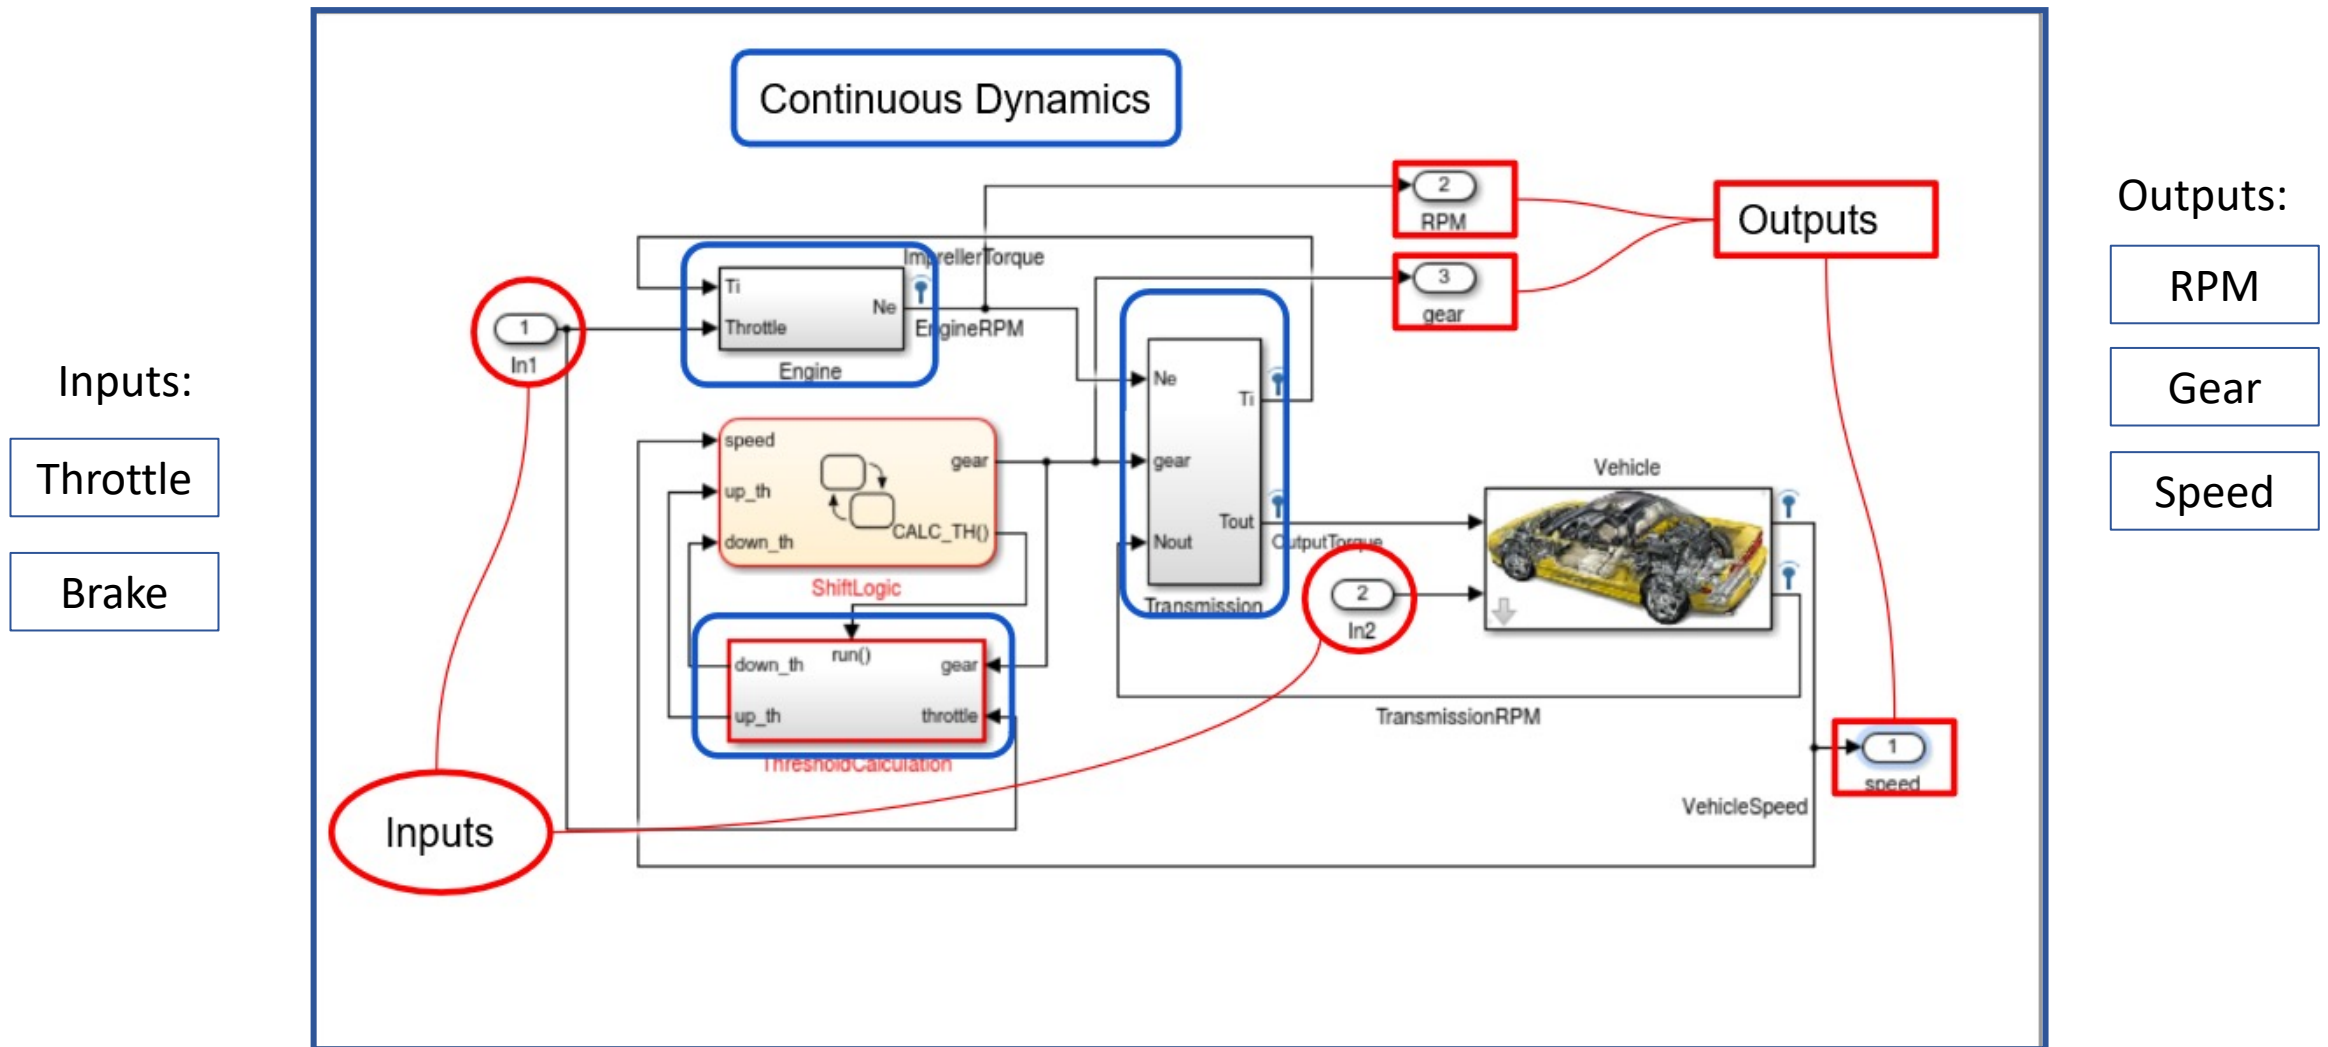 Continuous Dynamics
2
RPM
Outputs
Outputs:
RPM
Gear
Speed
3
gear
ImprellerTorque
Ti
Throttle
Ne
EngineRPM
Engine
1
In1
Inputs:
Throttle
Brake
speed
up_th
down_th
gear
CALC_TH()
ShiftLogic
Ne
gear
Nout
Ti
Tout
Transmission
OutputTorque
Vehicle
2
In2
run()
down_th
up_th
gear
throttle
ThresholdCalculation
TransmissionRPM
1
speed
VehicleSpeed
Inputs